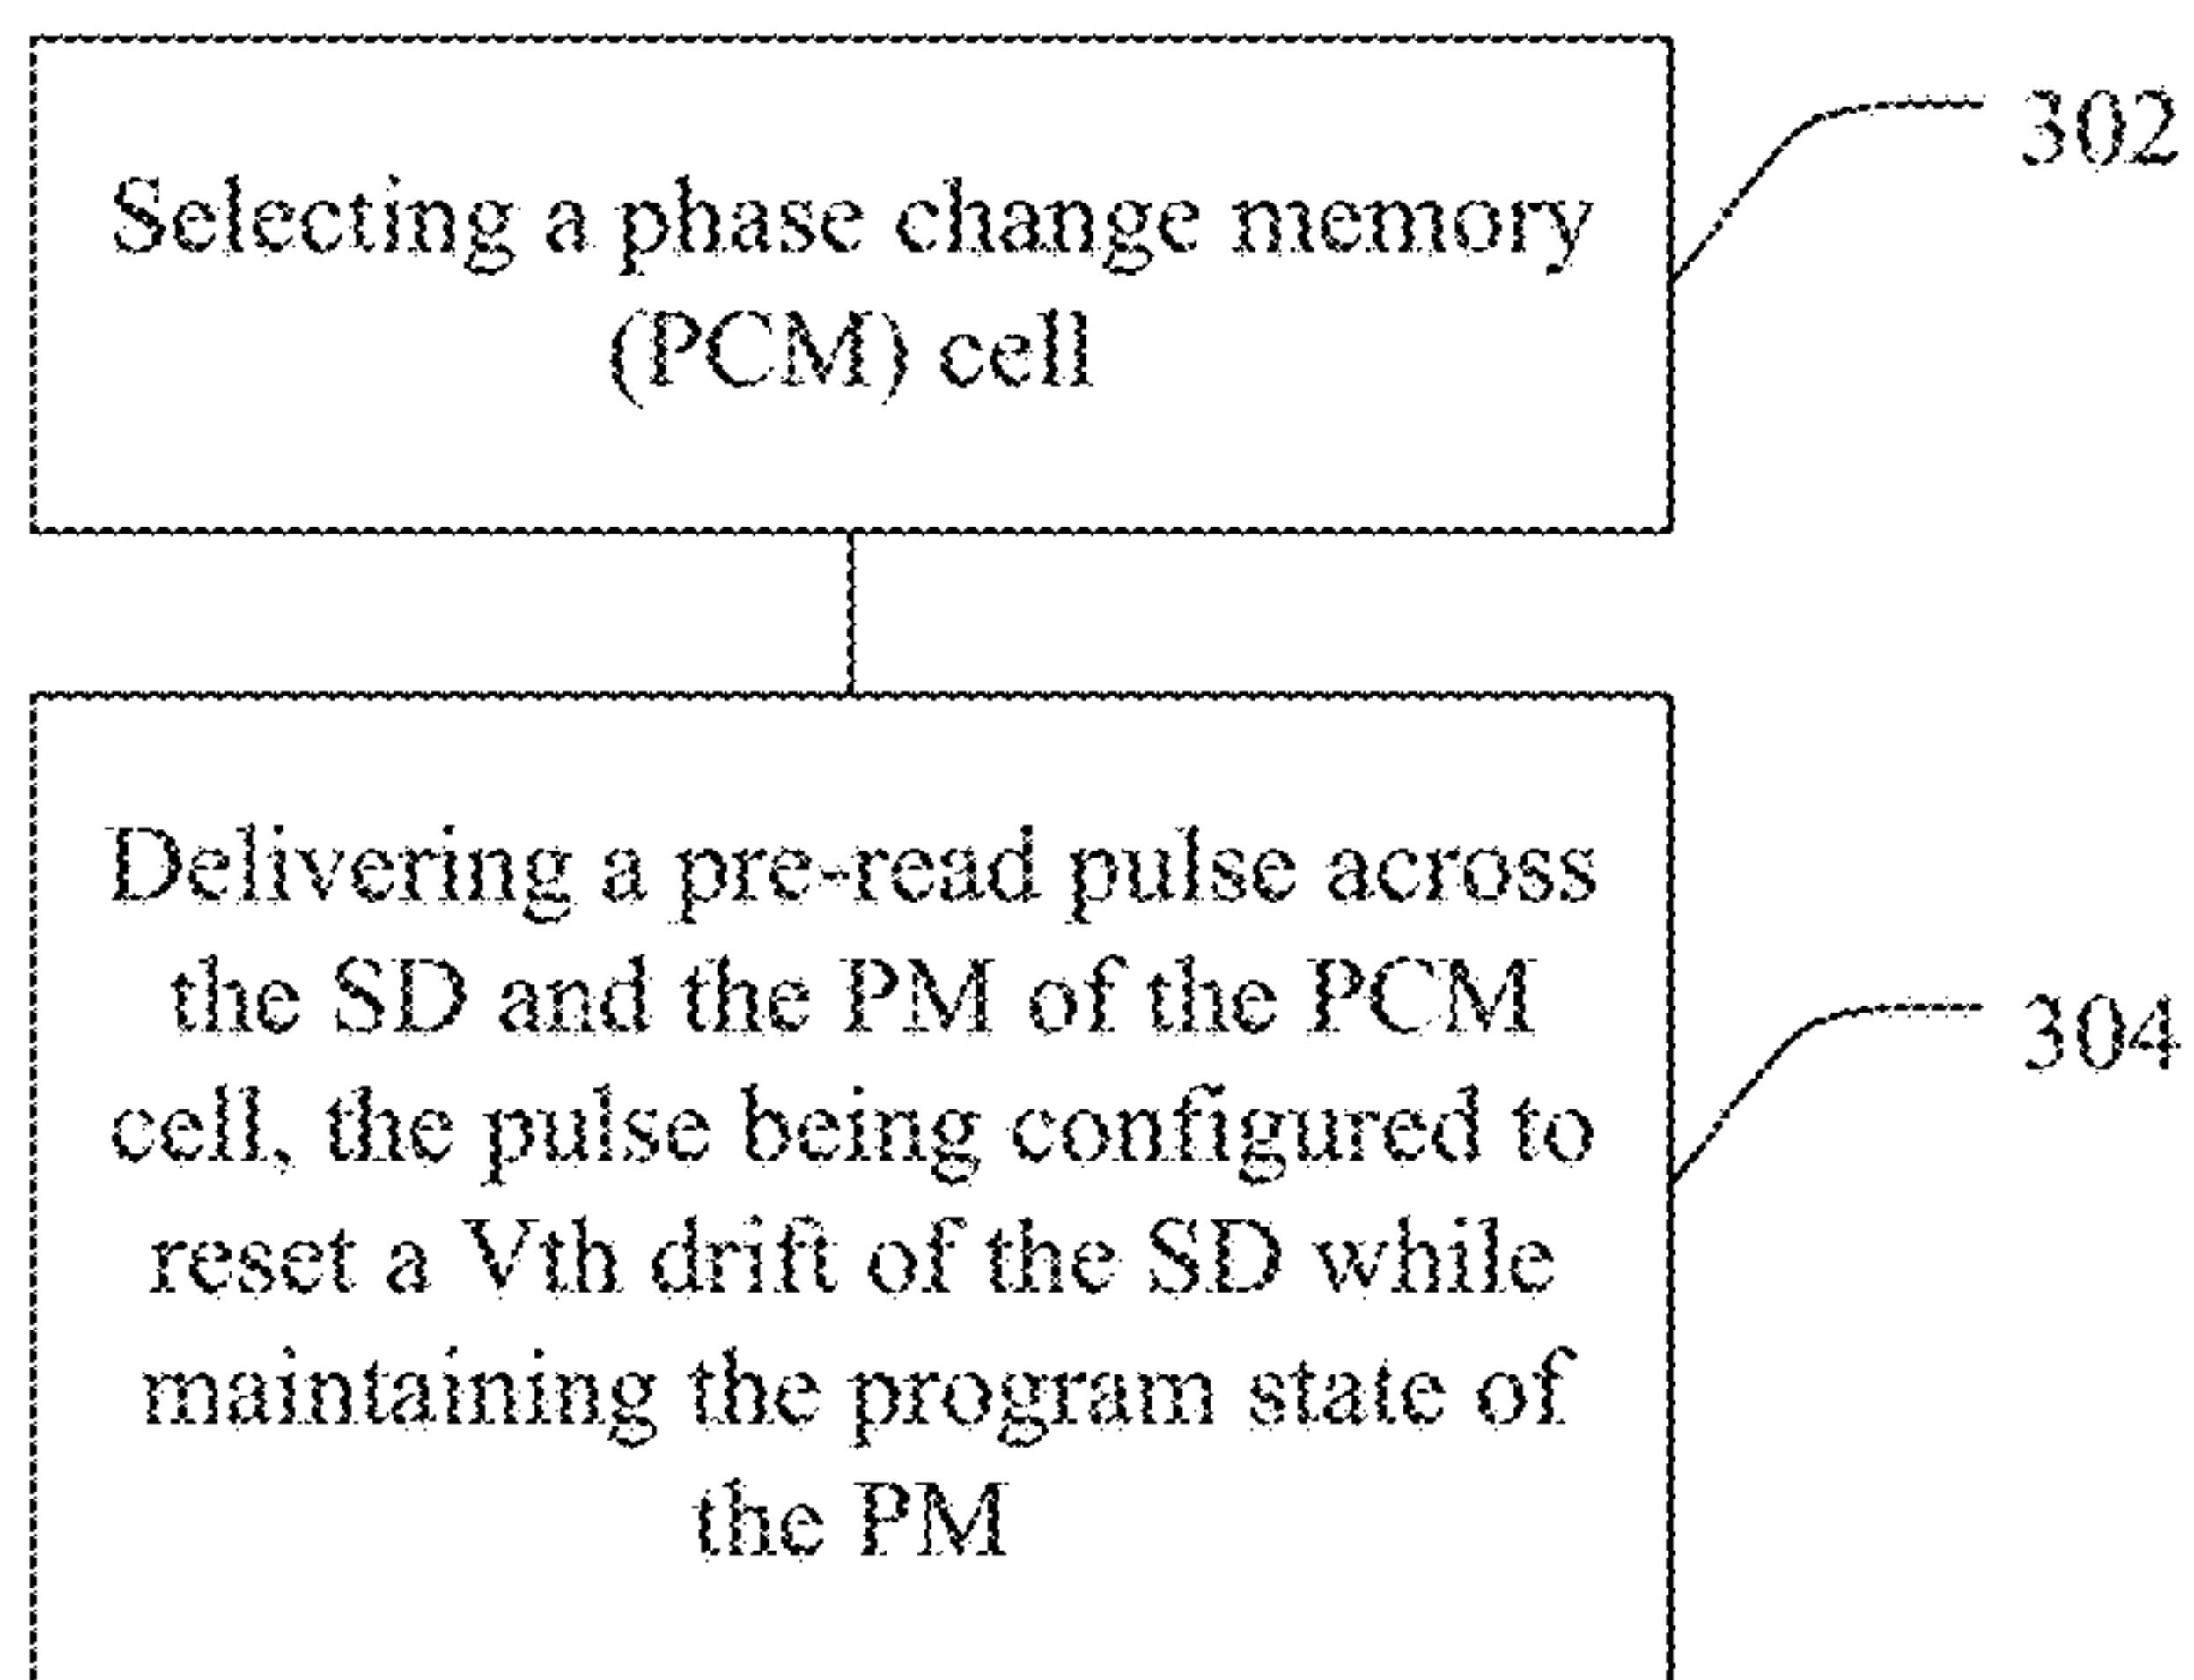 Selecting a phase change memory
(PCM) cell
302
Delivering a pre-read pulse across
the SD and the PM of the PCM
cell, the pulse being configured to
reset a Vth drift of the SD while
maintaining the program state of
the PM
304